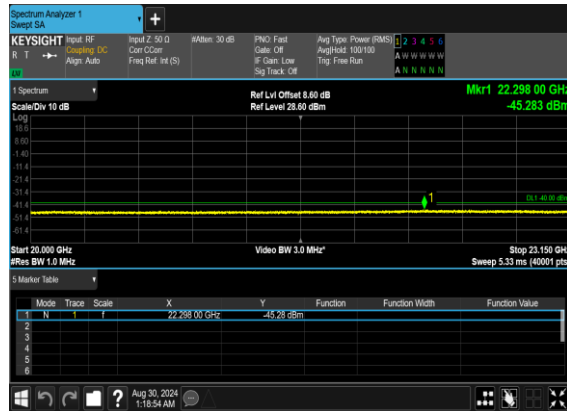 Spectrum Analyzer 1
Swept SA
+
KEYSIGHT Input: RF Input Z: 50 Ω #Atten: 30 dB PNO: Fast Avg Type: Power (RMS) 1 2 3 4 5 6
R T Coupling: DC Corr CCorr Gate: Off Avg|Hold: 100/100 A W W W W W
Align: Auto Freq Ref: Int (S) IF Gain: Low Trig: Free Run
Sig Track: Off A N N N N N
1 Spectrum Ref Lvl Offset 8.60 dB Mkr1 22.298 00 GHz
Scale/Div 10 dB Ref Level 28.60 dBm -45.283 dBm
Log
18.6
8.60
-1.40
-11.4
-21.4
-31.4
1
DL1 -40.00 dBm
-41.4
-51.4
-61.4
Start 20.000 GHz Video BW 3.0 MHz* Stop 23.150 GHz
#Res BW 1.0 MHz Sweep 5.33 ms (40001 pts)
5 Marker Table
Mode Trace Scale X Y Function Function Width Function Value
1 N 1 f 22.298 00 GHz -45.28 dBm
2
3
4
5
6
? Aug 30, 2024
1:18:54 AM